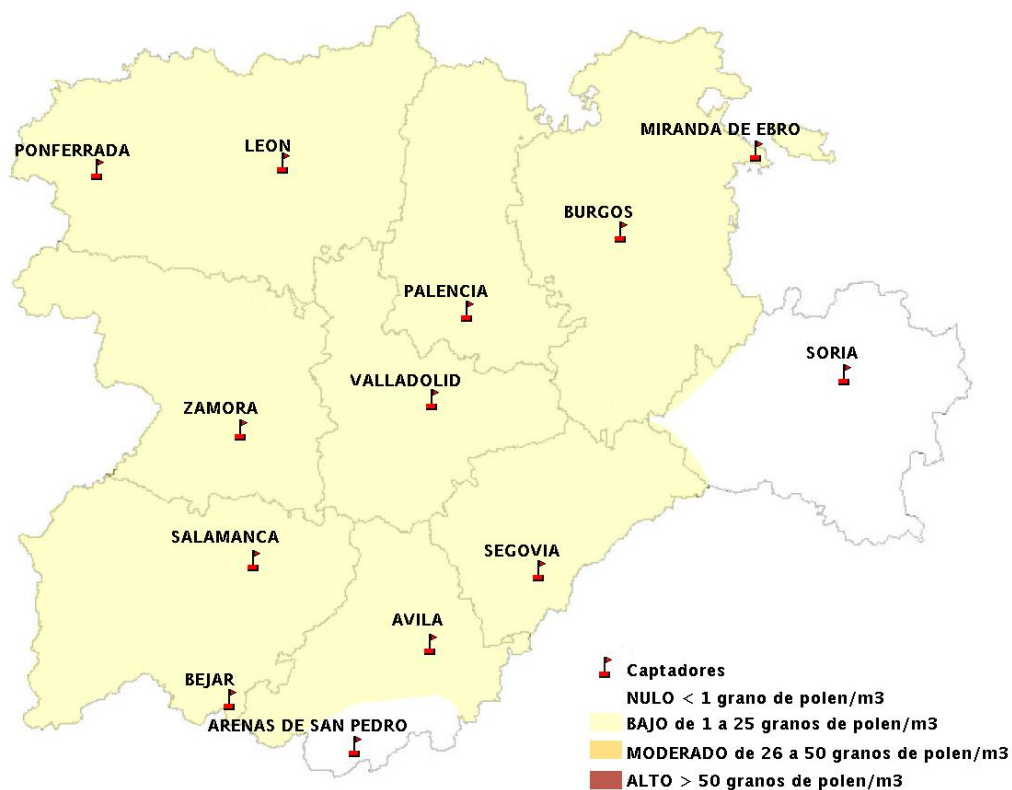 MIRANDA DE EBRO
PONFERRADA
LEON
BURGOS
PALENCIA
SORIA
VALLADOLID
ZAMORA
SALAMANCA
SEGOVIA
AVILA
BEJAR
ARENAS DE SAN PEDRO
Captadores
NULO < 1 grano de polen/m3
BAJO de 1 a 25 granos de polen/m3
MODERADO de 26 a 50 granos de polen/m3
ALTO > 50 granos de polen/m3